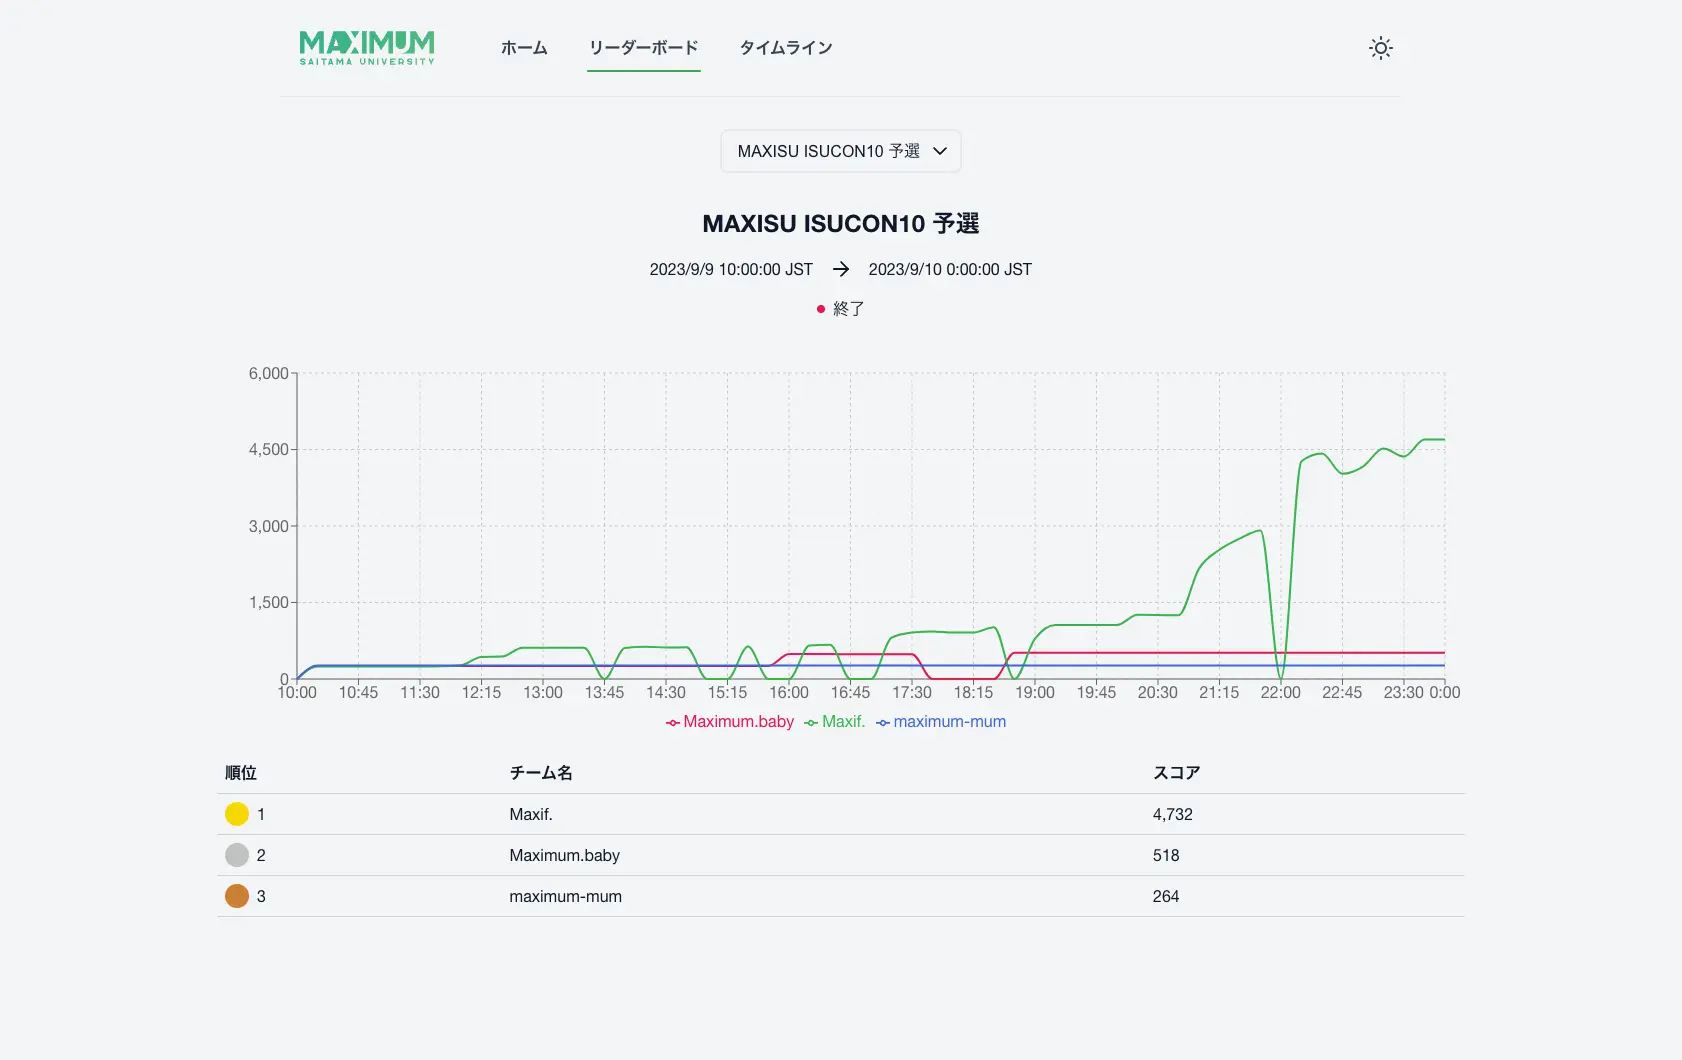 MAXIMUM
SAITAMA UNIVERSITY
ホーム リーダーボード タイムライン
MAXISU ISUCON10 予選
MAXISU ISUCON10 予選
2023/9/9 10:00:00 JST → 2023/9/10 0:00:00 JST
終了
6,000
4,500
3,000
1,500
0
10:00 10:45 11:30 12:15 13:00 13:45 14:30 15:15 16:00 16:45 17:30 18:15 19:00 19:45 20:30 21:15 22:00 22:45 23:30 0:00
Maximum.baby Maxif. maximum-mum
順位 チーム名 スコア
1 Maxif. 4,732
2 Maximum.baby 518
3 maximum-mum 264